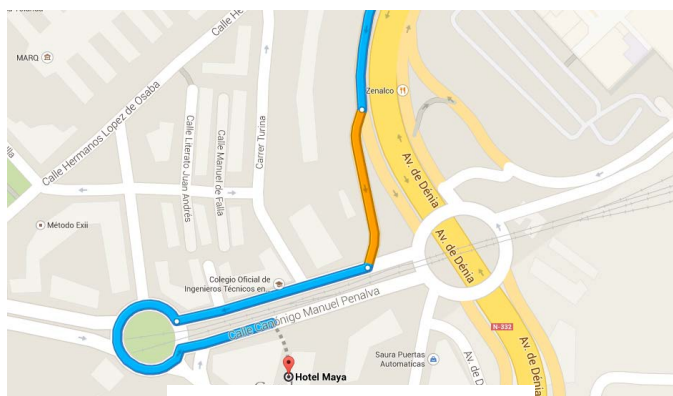 MARQ
Calle Hermanos Lopez de Osaba
Calle He
Zenalco
Calle Literato Juan Andrés
Calle Manuel de Falla
Carrer Turina
Av. de Dénia
Método Exii
Av. de Dénia
Colegio Oficial de
Ingenieros Técnicos en...
Calle Canónigo Manuel Penalva
N-332
Saura Puertas
Automaticas
Av. de D
Hotel Maya